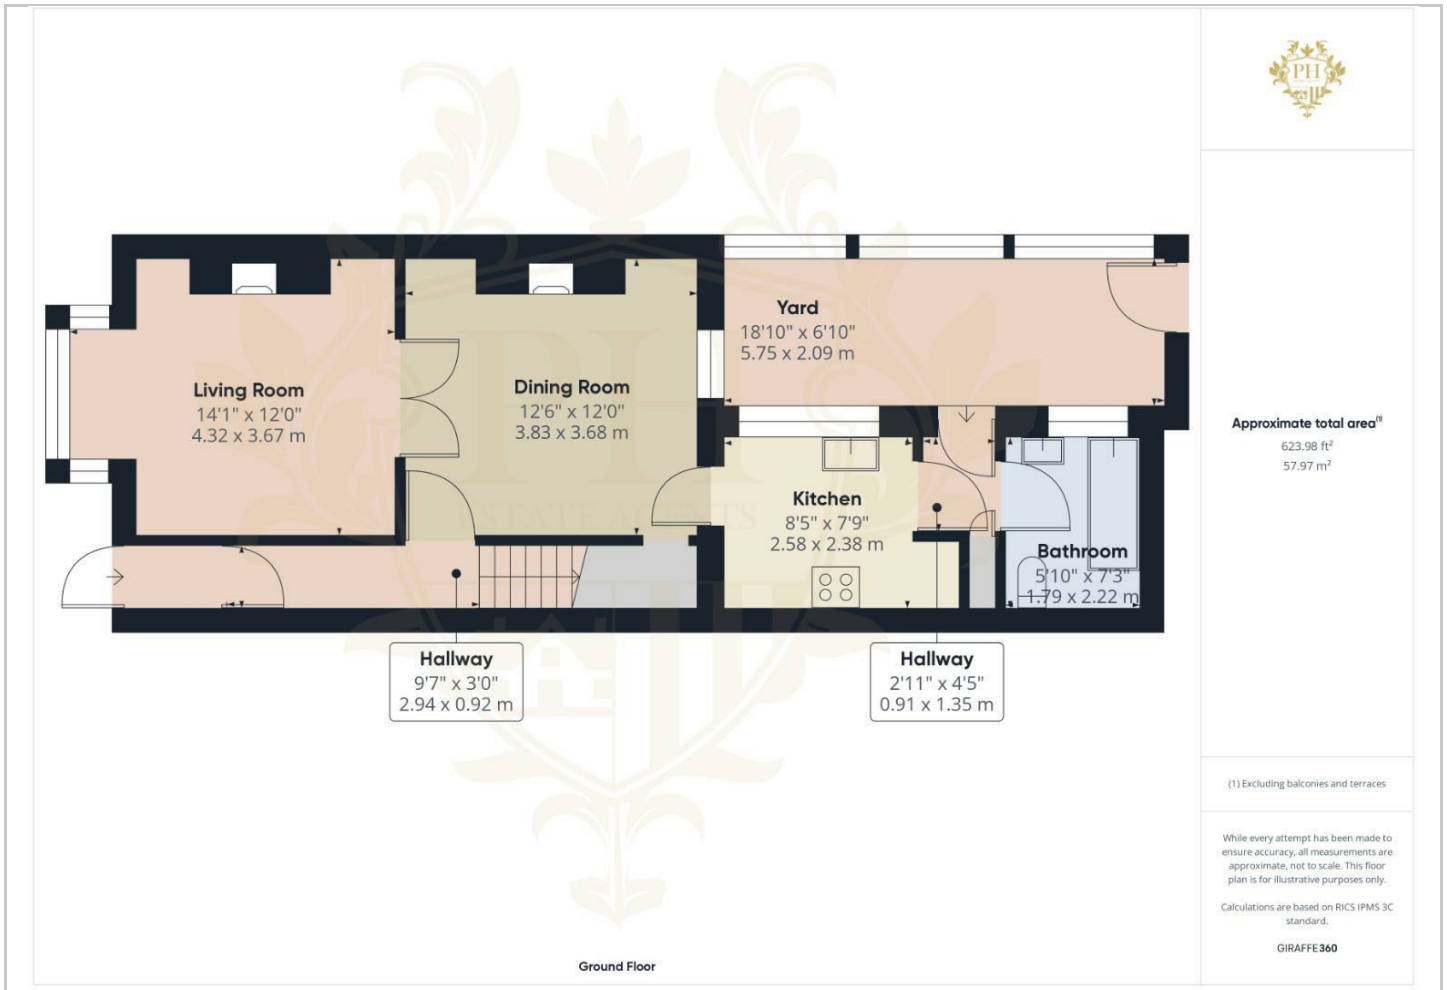 PH
Yard
18'10" x 6'10"
5.75 x 2.09 m
Living Room
14'1" x 12'0"
4.32 x 3.67 m
Dining Room
12'6" x 12'0"
3.83 x 3.68 m
Kitchen
8'5" x 7'9"
2.58 x 2.38 m
Bathroom
5'10" x 7'3"
1.79 x 2.22 m
Hallway
9'7" x 3'0"
2.94 x 0.92 m
Hallway
2'11" x 4'5"
0.91 x 1.35 m
ESTATE AGENTS
Ground Floor
Approximate total area⁽¹⁾
623.98 ft²
57.97 m²
(1) Excluding balconies and terraces
While every attempt has been made to
ensure accuracy, all measurements are
approximate, not to scale. This floor
plan is for illustrative purposes only.
Calculations are based on RICS IPMS 3C
standard.
GIRAFFE360